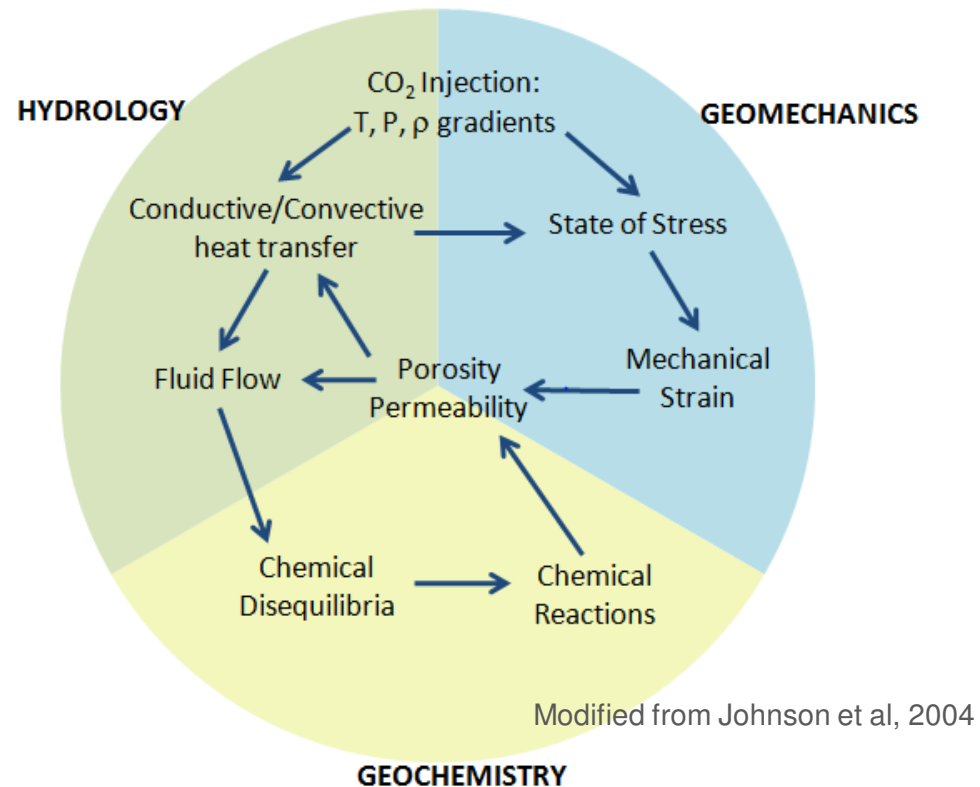 CO₂ Injection:
T, P, ρ gradients
HYDROLOGY
GEOMECHANICS
Conductive/Convective
heat transfer
State of Stress
Fluid Flow
Porosity
Permeability
Mechanical
Strain
Chemical
Disequilibria
Chemical
Reactions
Modified from Johnson et al, 2004
GEOCHEMISTRY